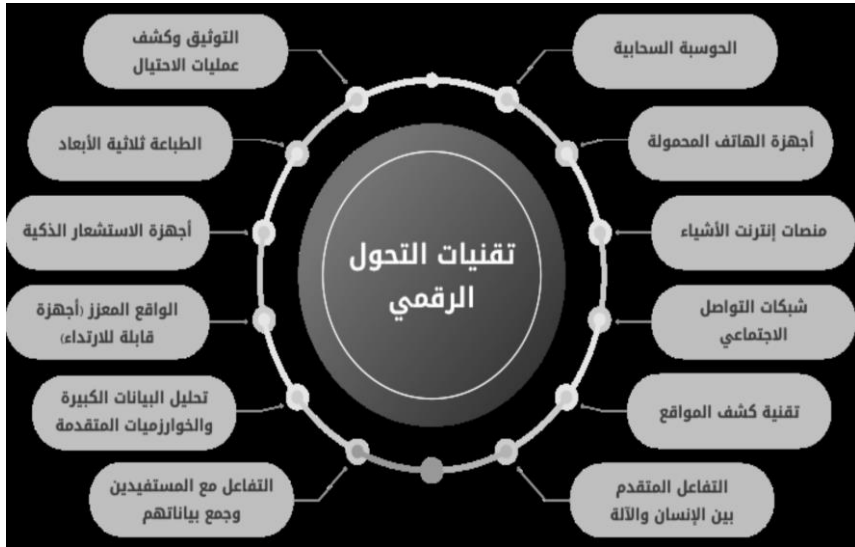 تقنيات التحول
الرقمي
الحوسبة السحابية
أجهزة الهاتف المحمولة
منصات إنترنت الأشياء
شبكات التواصل
الاجتماعي
تقنية كشف المواقع
التفاعل المتقدم
بين الإنسان والآلة
التوثيق وكشف
عمليات الاحتيال
الطباعة ثلاثية الأبعاد
أجهزة الاستشعار الذكية
الواقع المعزز (أجهزة
قابلة للارتداء)
تحليل البيانات الكبيرة
والخوارزميات المتقدمة
التفاعل مع المستفيدين
وجمع بياناتهم